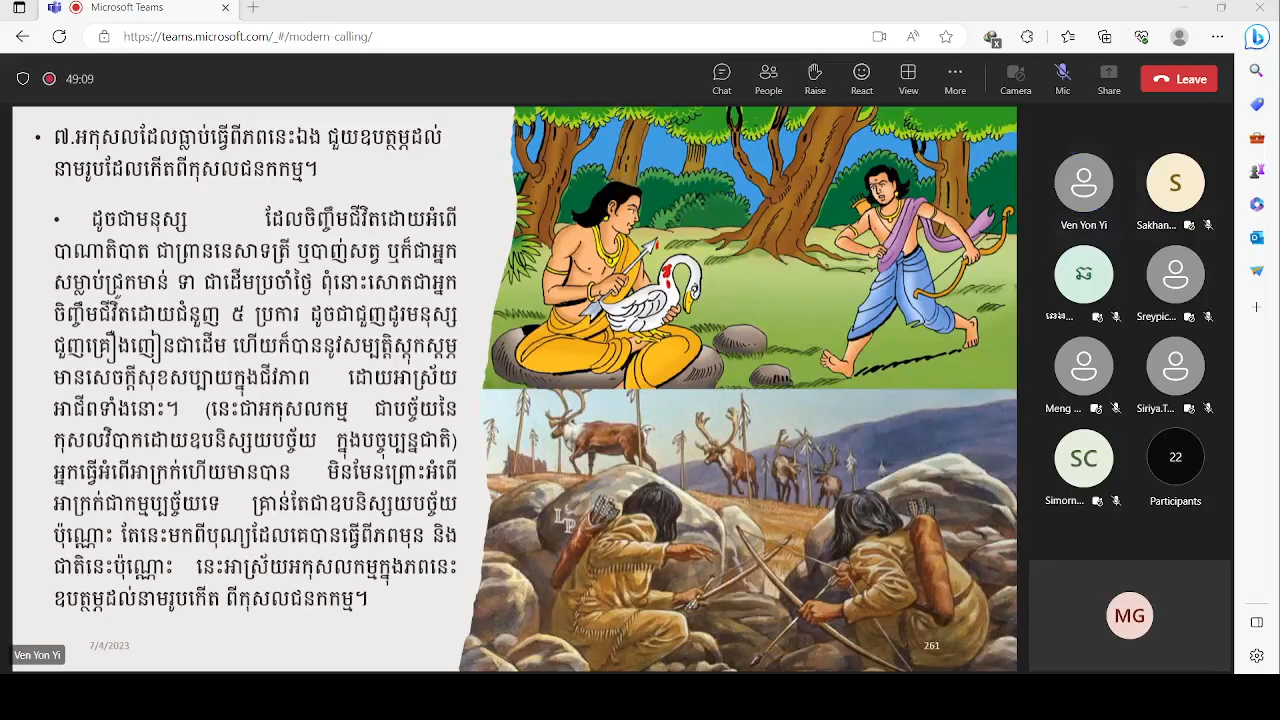 Microsoft Teams
https://teams.microsoft.com/_#/modern-calling/
49:09
Chat
People
Raise
React
View
More
Camera
Mic
Share
Leave
• ៧.អកុសលដែលធ្លាប់ធ្វើពីភពនេះឯង ជួយឧបត្ថម្ភដល់
នាមរូបដែលកើតពីកុសលជនកកម្ម។
• ដូចជាមនុស្ស ដែលចិញ្ចឹមជីវិតដោយអំពើ
បាណាតិបាត ជាព្រាននេសាទត្រី ឬបាញ់សត្វ ឬក៏ជាអ្នក
សម្លាប់ជ្រូកមាន់ ទា ជាដើមប្រចាំថ្ងៃ ពុំនោះសោតជាអ្នក
ចិញ្ចឹមជីវិតដោយជំនួញ ៥ ប្រការ ដូចជាជួញដូរមនុស្ស
ជួញគ្រឿងញៀនជាដើម ហើយក៏បាននូវសម្បត្តិស្តុកស្តម្ភ
មានសេចក្តីសុខសប្បាយក្នុងជីវភាព ដោយអាស្រ័យ
អាជីពទាំងនោះ។ (នេះជាអកុសលកម្ម ជាបច្ច័យនៃ
កុសលវិបាកដោយឧបនិស្សយបច្ច័យ ក្នុងបច្ចុប្បន្នជាតិ)
អ្នកធ្វើអំពើអាក្រក់ហើយមានបាន មិនមែនព្រោះអំពើ
អាក្រក់ជាកម្មប្បច្ច័យទេ គ្រាន់តែជាឧបនិស្សយបច្ច័យ
ប៉ុណ្ណោះ តែនេះមកពីបុណ្យដែលគេបានធ្វើពីភពមុន និង
ជាតិនេះប៉ុណ្ណោះ នេះអាស្រ័យអកុសលកម្មក្នុងភពនេះ
ឧបត្ថម្ភដល់នាមរូបកើត ពីកុសលជនកកម្ម។
LP
7/4/2023
261
Ven Yon Yi
Ven Yon Yi
S
Sakhan...
ឆ
Sreypic...
Meng ...
Siriya.T...
SC
Simorn...
22
Participants
MG